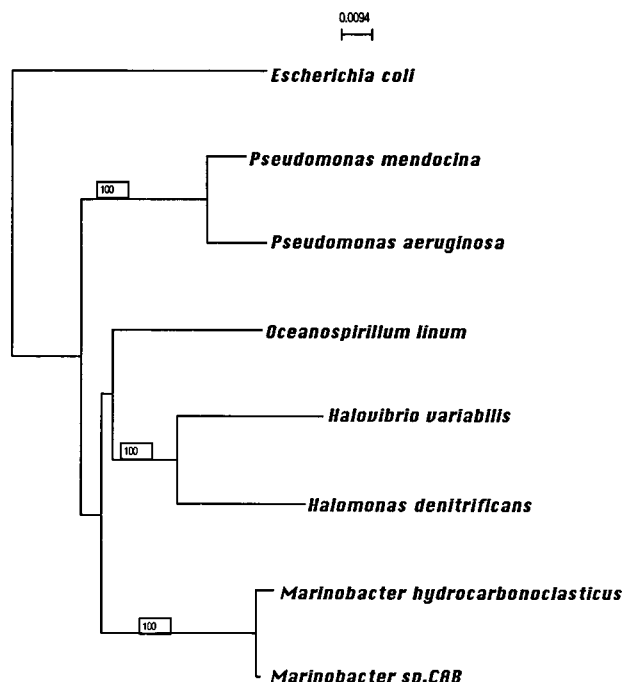 0.0094
Escherichia coli
Pseudomonas mendocina
100
Pseudomonas aeruginosa
Oceanospirillum linum
Halovibrio variabilis
100
Halomonas denitrificans
Marinobacter hydrocarbonoclasticus
100
Marinobacter sp.CAB